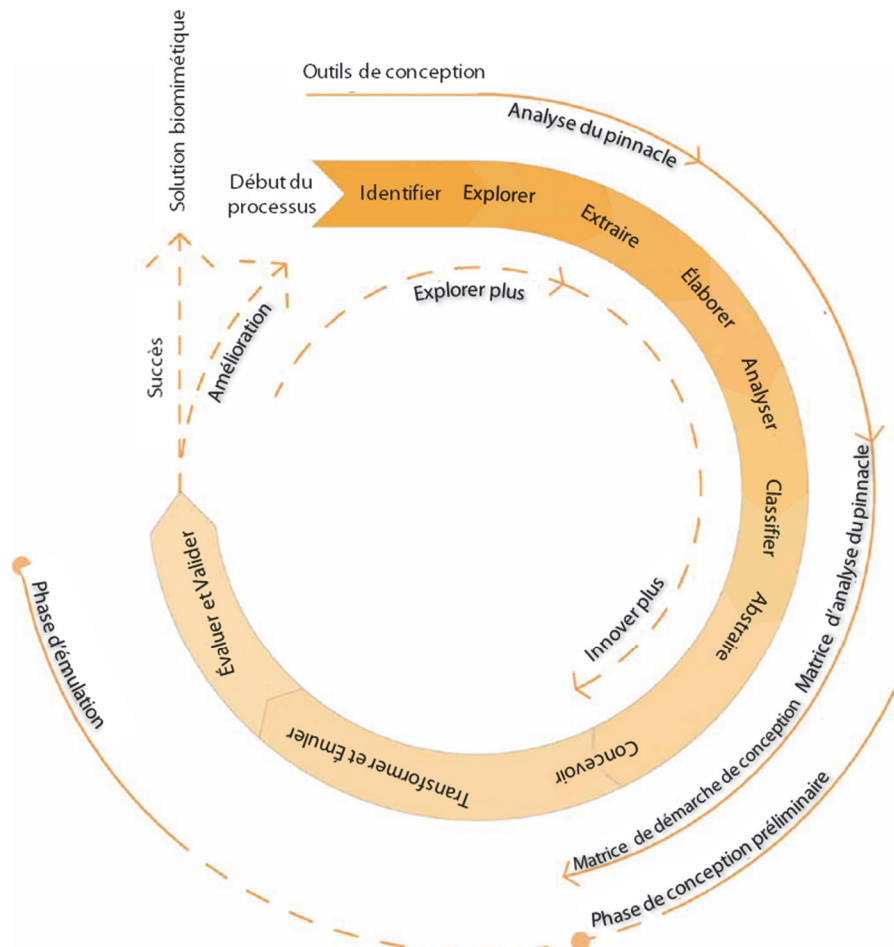 Solution biomimétique
Outils de conception
Analyse du pinnacle
Début du
processus
Identifier
Explorer
Extraire
Élaborer
Analyser
Classifier
Abstraire
Concevoir
Transformer et Émuler
Évaluer et Valider
Succès
Amélioration
Explorer plus
Innover plus
Matrice d'analyse du pinnacle
Matrice de démarche de conception
Phase de conception préliminaire
Phase d'émulation